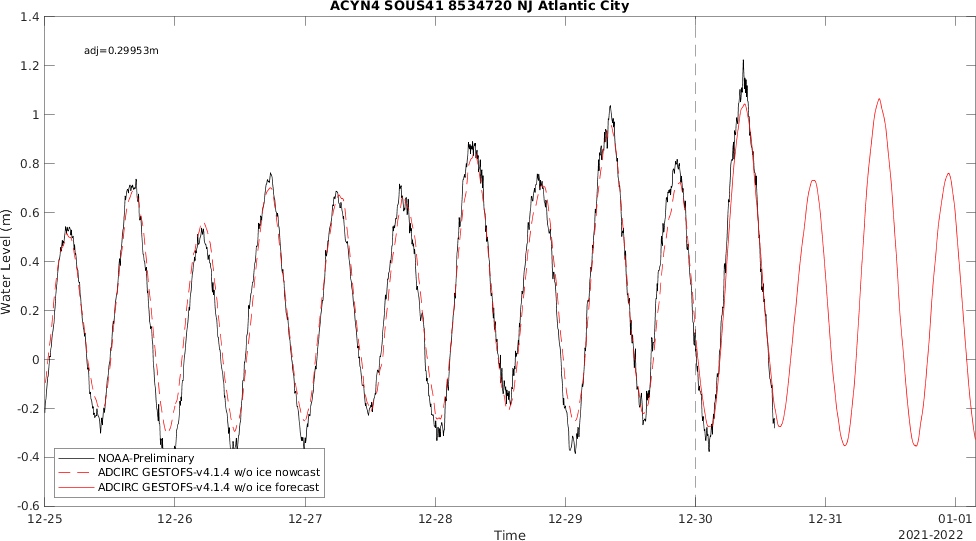 ACYN4 SOUS41 8534720 NJ Atlantic City
adj=0.29953m
1.4
1.2
1
0.8
0.6
0.4
0.2
0
-0.2
-0.4
-0.6
Water Level (m)
NOAA-Preliminary
ADCIRC GESTOFS-v4.1.4 w/o ice nowcast
ADCIRC GESTOFS-v4.1.4 w/o ice forecast
12-25 12-26 12-27 12-28 12-29 12-30 12-31 01-01
Time
2021-2022